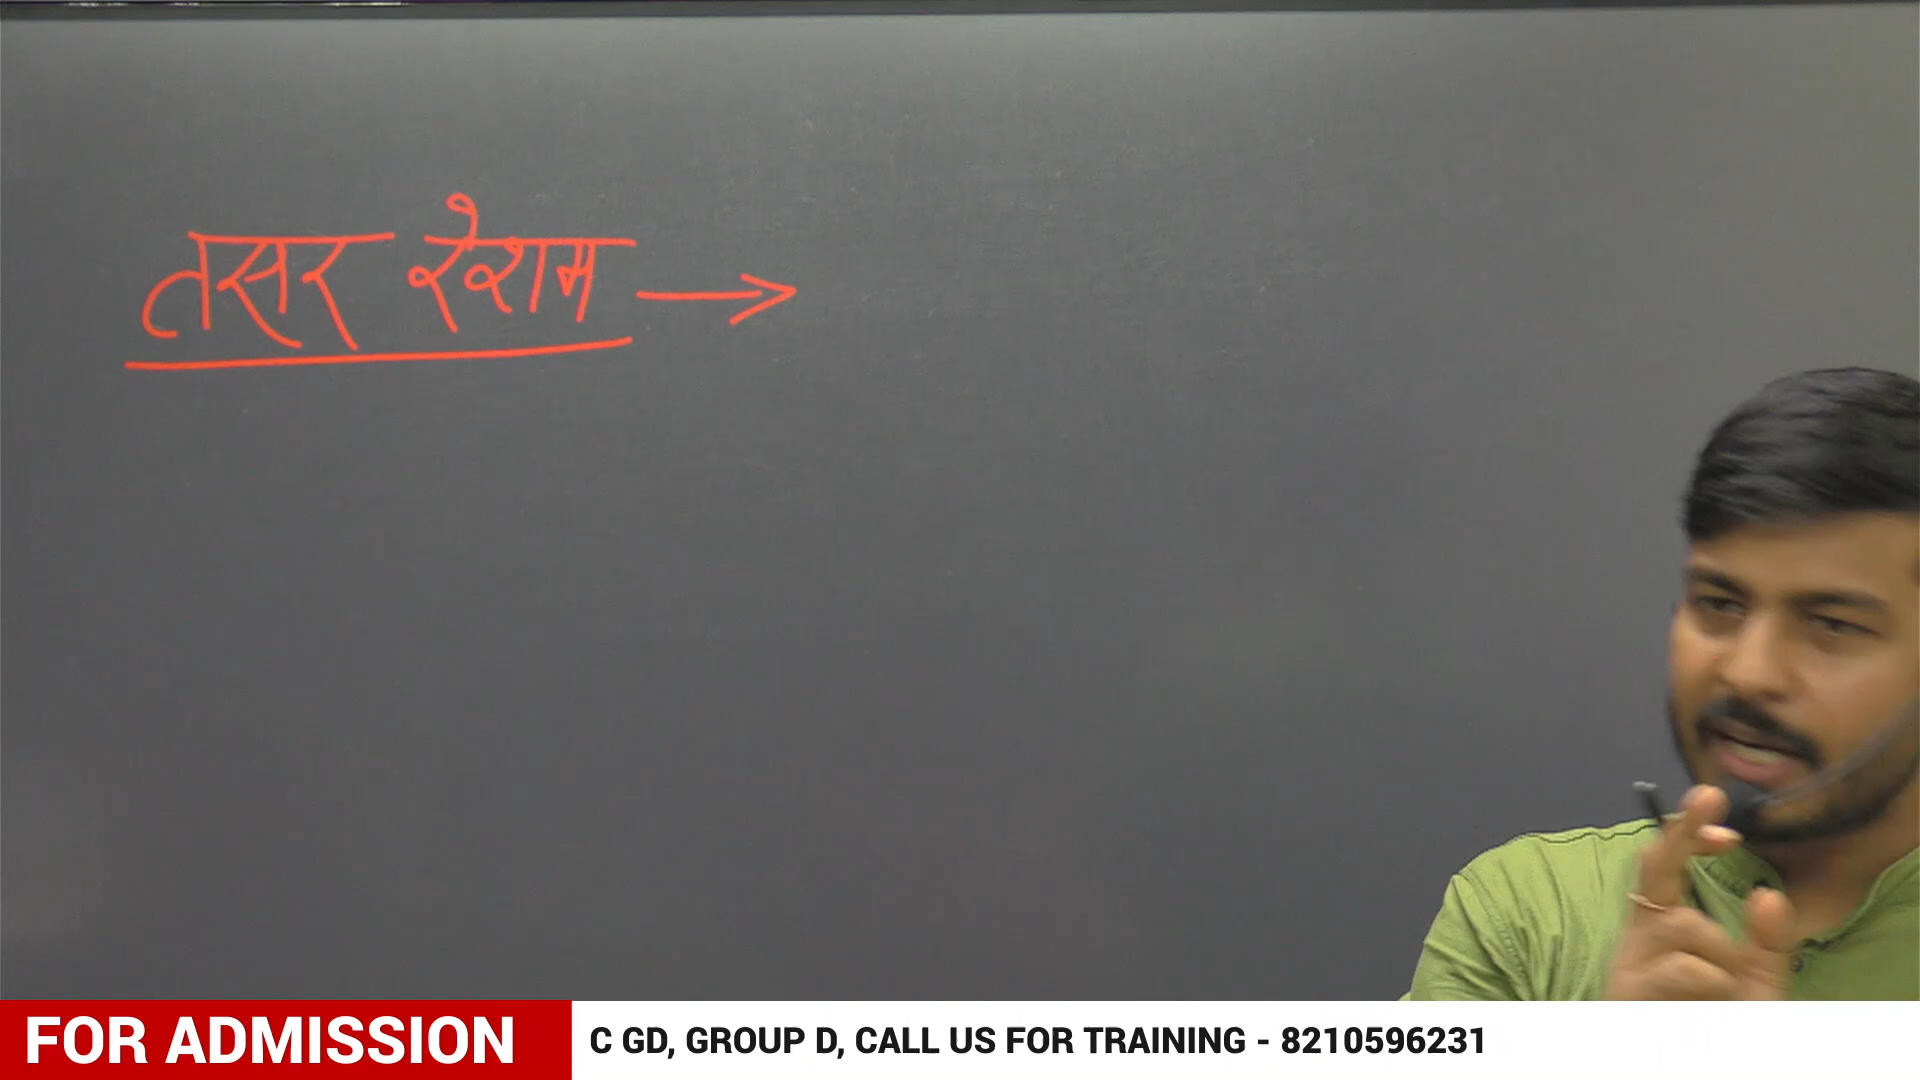 तसर रेशम →
FOR ADMISSION
C GD, GROUP D, CALL US FOR TRAINING - 8210596231